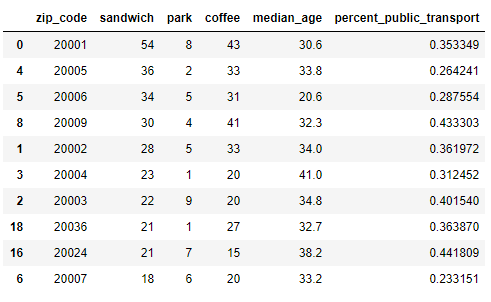 zip_code sandwich park coffee median_age percent_public_transport
0 20001 54 8 43 30.6 0.353349
4 20005 36 2 33 33.8 0.264241
5 20006 34 5 31 20.6 0.287554
8 20009 30 4 41 32.3 0.433303
1 20002 28 5 33 34.0 0.361972
3 20004 23 1 20 41.0 0.312452
2 20003 22 9 20 34.8 0.401540
18 20036 21 1 27 32.7 0.363870
16 20024 21 7 15 38.2 0.441809
6 20007 18 6 20 33.2 0.233151